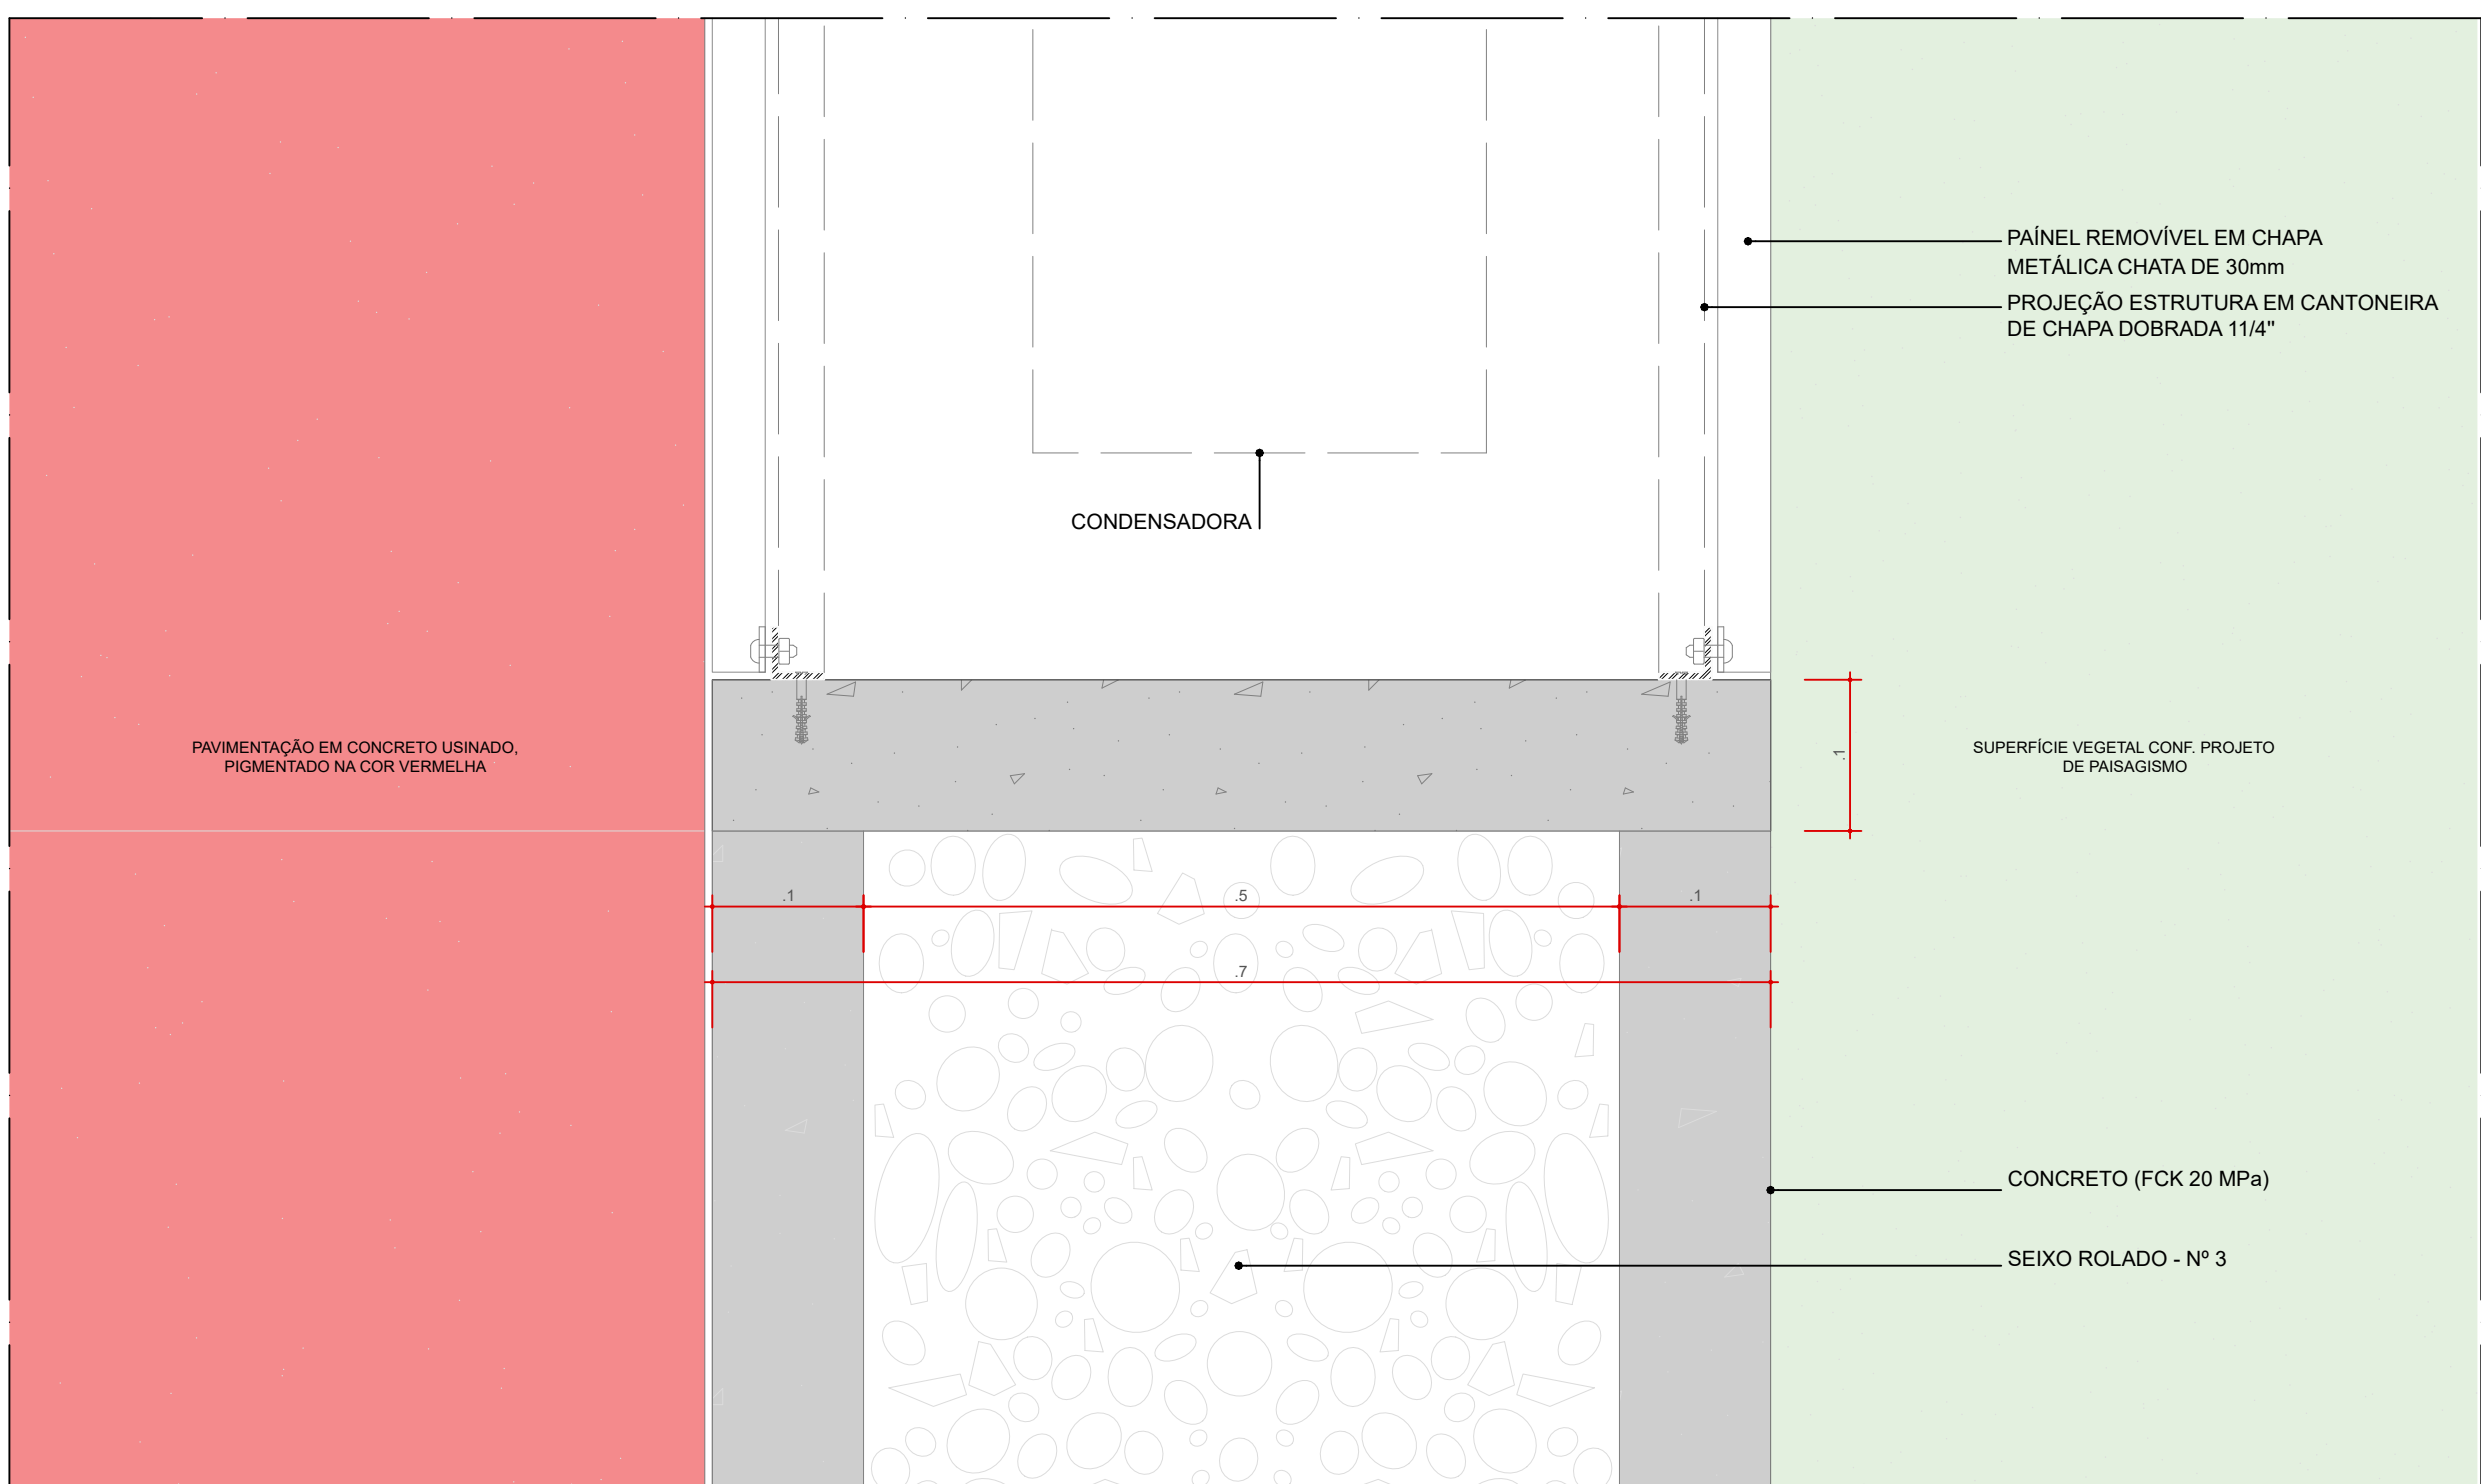 PAÍNEL REMOVÍVEL EM CHAPA
METÁLICA CHATA DE 30mm
PROJEÇÃO ESTRUTURA EM CANTONEIRA
DE CHAPA DOBRADA 11/4"
CONDENSADORA
PAVIMENTAÇÃO EM CONCRETO USINADO,
PIGMENTADO NA COR VERMELHA
.1
SUPERFÍCIE VEGETAL CONF. PROJETO
DE PAISAGISMO
.1
.5
.1
.7
CONCRETO (FCK 20 MPa)
SEIXO ROLADO - Nº 3